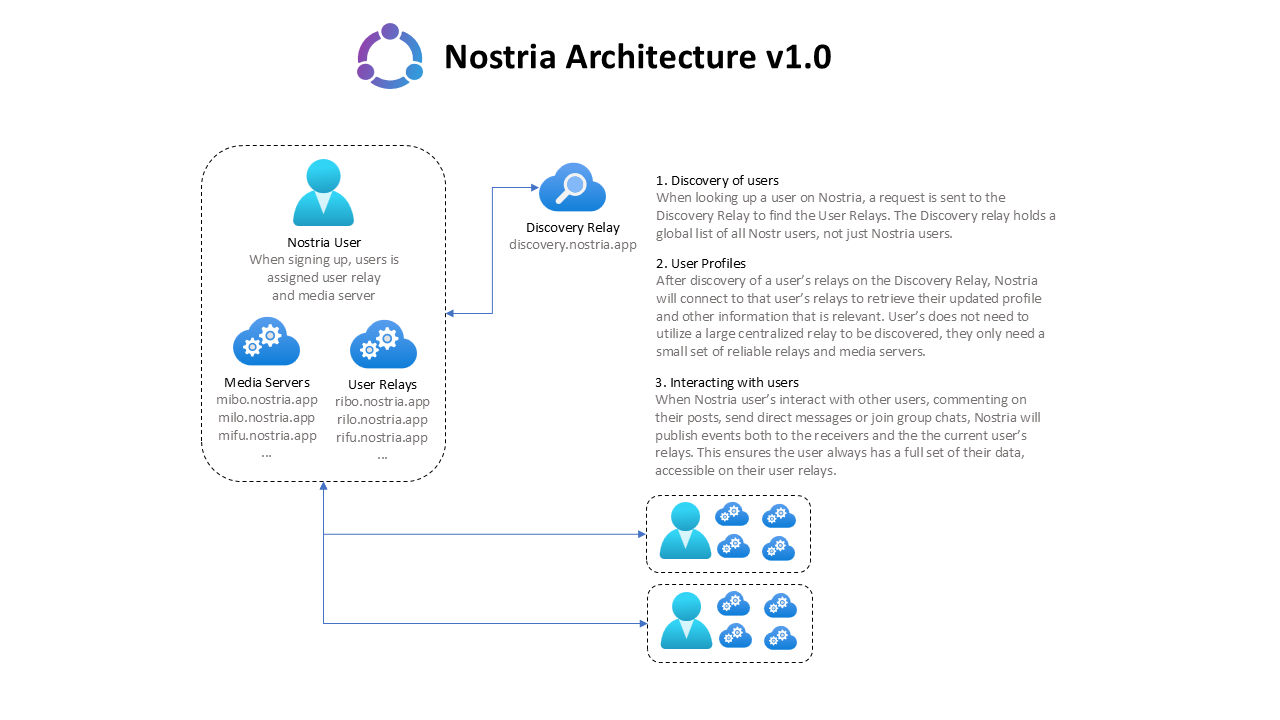 Nostria Architecture v1.0
Nostria User
When signing up, users is
assigned user relay
and media server
Media Servers
mibo.nostria.app
milo.nostria.app
mifu.nostria.app
...
User Relays
ribo.nostria.app
rilo.nostria.app
rifu.nostria.app
...
Discovery Relay
discovery.nostria.app
1. Discovery of users
When looking up a user on Nostria, a request is sent to the
Discovery Relay to find the User Relays. The Discovery relay holds a
global list of all Nostr users, not just Nostria users.
2. User Profiles
After discovery of a user’s relays on the Discovery Relay, Nostria
will connect to that user’s relays to retrieve their updated profile
and other information that is relevant. User’s does not need to
utilize a large centralized relay to be discovered, they only need a
small set of reliable relays and media servers.
3. Interacting with users
When Nostria user’s interact with other users, commenting on
their posts, send direct messages or join group chats, Nostria will
publish events both to the receivers and the the current user’s
relays. This ensures the user always has a full set of their data,
accessible on their user relays.